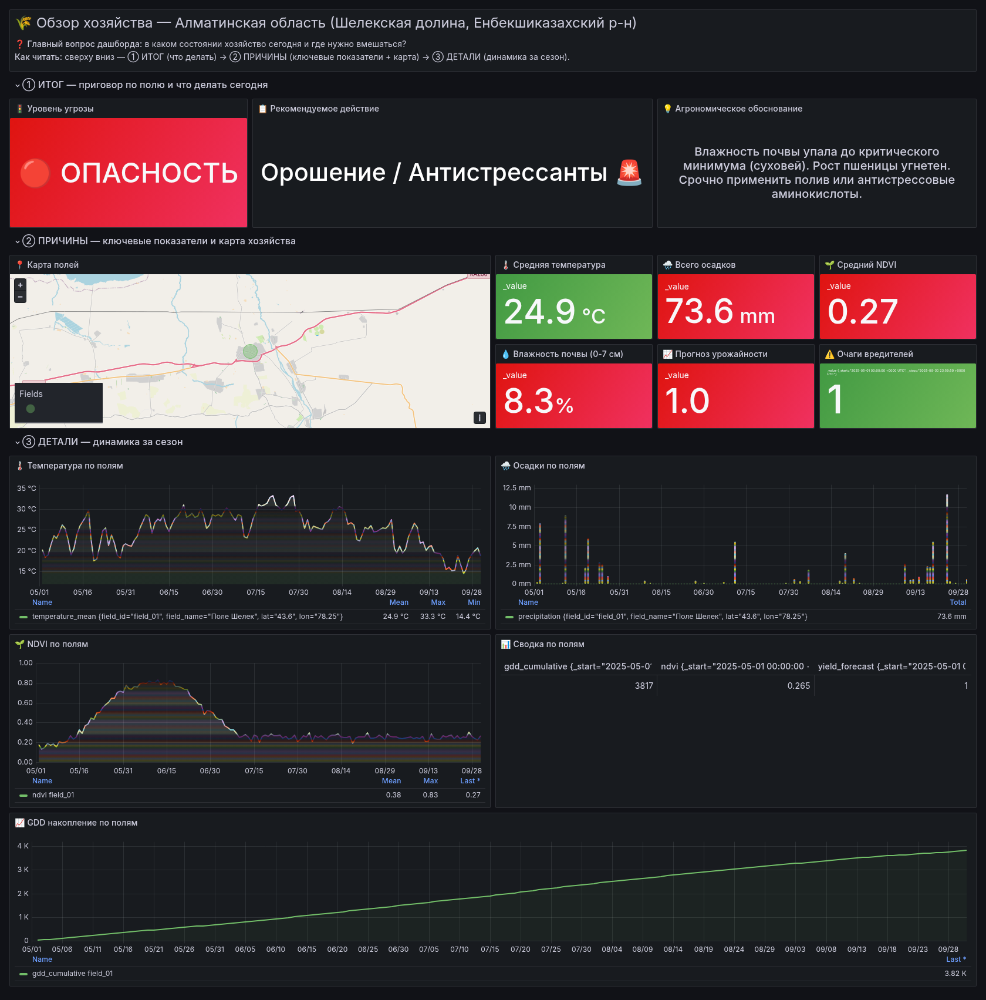 🌾 Обзор хозяйства — Алматинская область (Шелекская долина, Енбекшиказахский р-н)
❓ Главный вопрос дашборда: в каком состоянии хозяйство сегодня и где нужно вмешаться?
Как читать: сверху вниз — ① ИТОГ (что делать) → ② ПРИЧИНЫ (ключевые показатели + карта) → ③ ДЕТАЛИ (динамика за сезон).
① ИТОГ — приговор по полю и что делать сегодня
🚦 Уровень угрозы
🔴 ОПАСНОСТЬ
📋 Рекомендуемое действие
Орошение / Антистрессанты 🚨
💡 Агрономическое обоснование
Влажность почвы упала до критического
минимума (суховей). Рост пшеницы угнетен.
Срочно применить полив или антистрессовые
аминокислоты.
② ПРИЧИНЫ — ключевые показатели и карта хозяйства
📍 Карта полей
+
−
Fields
i
🌡️ Средняя температура
_value
24.9 °C
🌧️ Всего осадков
_value
73.6 mm
🌱 Средний NDVI
_value
0.27
💧 Влажность почвы (0-7 см)
_value
8.3%
📈 Прогноз урожайности
_value
1.0
⚠️ Очаги вредителей
_value {_start="2025-05-01 00:00:00 +0000 UTC", _stop="2025-09-30 23:59:59 +0000
UTC"}
1
③ ДЕТАЛИ — динамика за сезон
🌡️ Температура по полям
35 °C
30 °C
25 °C
20 °C
15 °C
05/01 05/16 05/31 06/15 06/30 07/15 07/30 08/14 08/29 09/13 09/28
Name Mean Max Min
temperature_mean {field_id="field_01", field_name="Поле Шелек", lat="43.6", lon="78.25"} 24.9 °C 33.3 °C 14.4 °C
🌧️ Осадки по полям
12.5 mm
10 mm
7.5 mm
5 mm
2.5 mm
0 mm
05/01 05/16 05/31 06/15 06/30 07/15 07/30 08/14 08/29 09/13 09/28
Name Total
precipitation {field_id="field_01", field_name="Поле Шелек", lat="43.6", lon="78.25"} 73.6 mm
🌱 NDVI по полям
1.00
0.80
0.60
0.40
0.20
0.00
05/01 05/16 05/31 06/15 06/30 07/15 07/30 08/14 08/29 09/13 09/28
Name Mean Max Last *
ndvi field_01 0.38 0.83 0.27
📊 Сводка по полям
gdd_cumulative {_start="2025-05-01 ndvi {_start="2025-05-01 00:00:00 yield_forecast {_start="2025-05-01
3817 0.265 1
📈 GDD накопление по полям
4 K
3 K
2 K
1 K
0
05/01 05/06 05/11 05/16 05/21 05/26 05/31 06/05 06/10 06/15 06/20 06/25 06/30 07/05 07/10 07/15 07/20 07/25 07/30 08/04 08/09 08/14 08/19 08/24 08/29 09/03 09/08 09/13 09/18 09/23 09/28
Name Last *
gdd_cumulative field_01 3.82 K